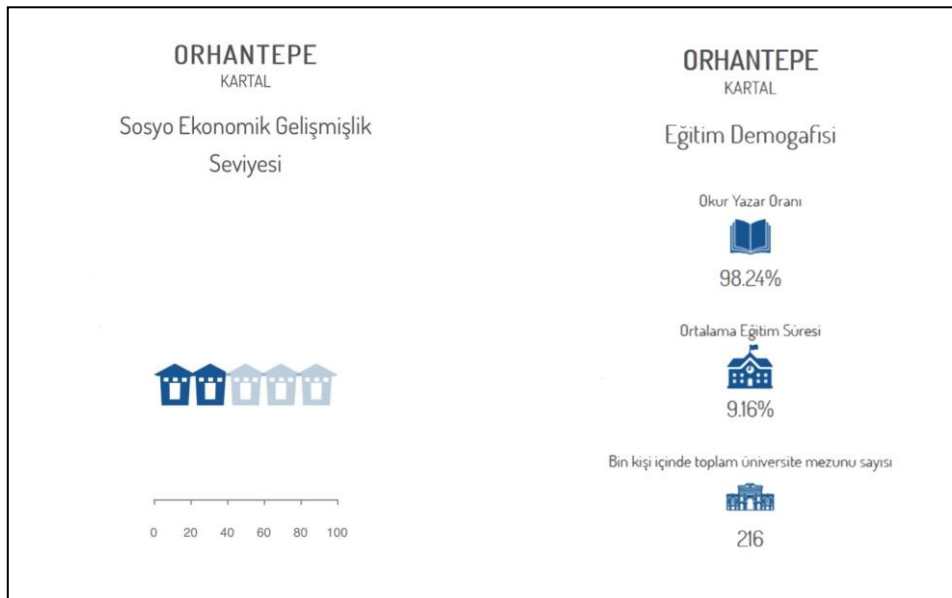 ORHANTEPE
KARTAL
Sosyo Ekonomik Gelişmişlik
Seviyesi
0 20 40 60 80 100
ORHANTEPE
KARTAL
Eğitim Demogafisi
Okur Yazar Oranı
98.24%
Ortalama Eğitim Süresi
9.16%
Bin kişi içinde toplam üniversite mezunu sayısı
216